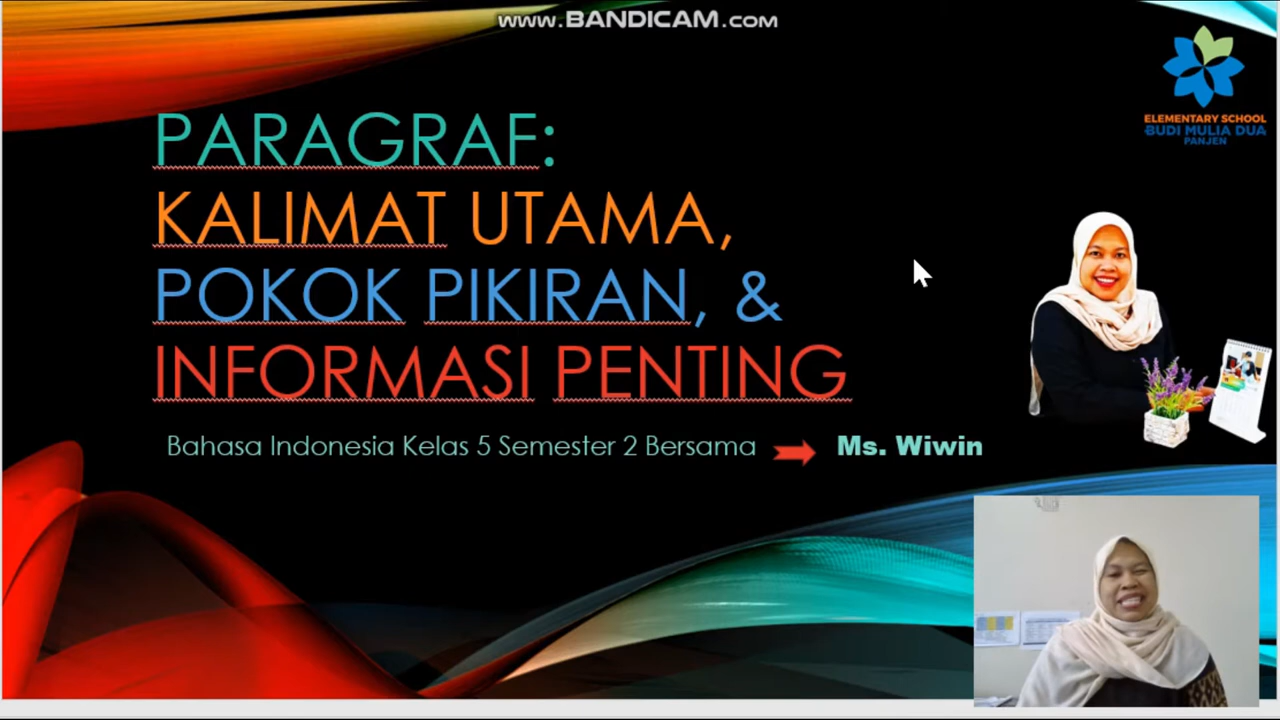 www.BANDICAM.com
ELEMENTARY SCHOOL
BUDI MULIA DUA
PANJEN
PARAGRAF:
KALIMAT UTAMA,
POKOK PIKIRAN, &
INFORMASI PENTING
Bahasa Indonesia Kelas 5 Semester 2 Bersama Ms. Wiwin